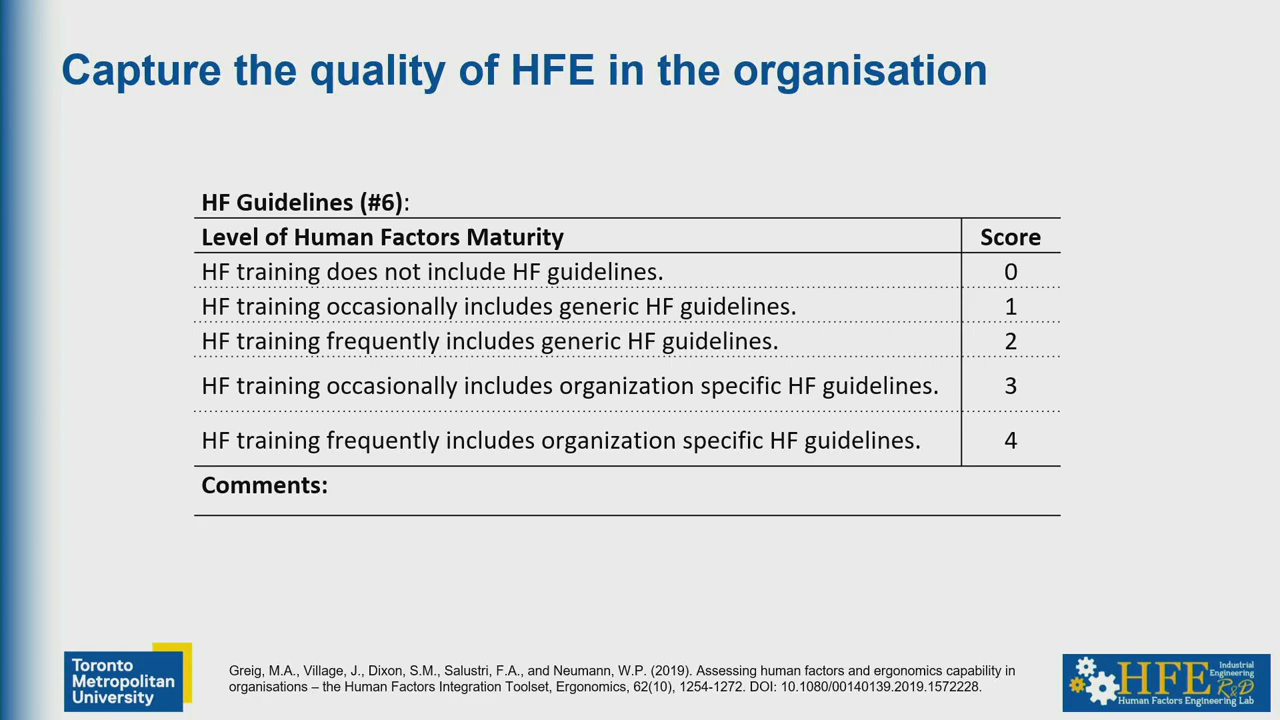 Capture the quality of HFE in the organisation
HF Guidelines (#6):
Level of Human Factors Maturity Score
HF training does not include HF guidelines. 0
HF training occasionally includes generic HF guidelines. 1
HF training frequently includes generic HF guidelines. 2
HF training occasionally includes organization specific HF guidelines. 3
HF training frequently includes organization specific HF guidelines. 4
Comments:
Toronto
Metropolitan
University
Greig, M.A., Village, J., Dixon, S.M., Salustri, F.A., and Neumann, W.P. (2019). Assessing human factors and ergonomics capability in
organisations – the Human Factors Integration Toolset, Ergonomics, 62(10), 1254-1272. DOI: 10.1080/00140139.2019.1572228.
HFE
Industrial
Engineering
R&D
Human Factors Engineering Lab